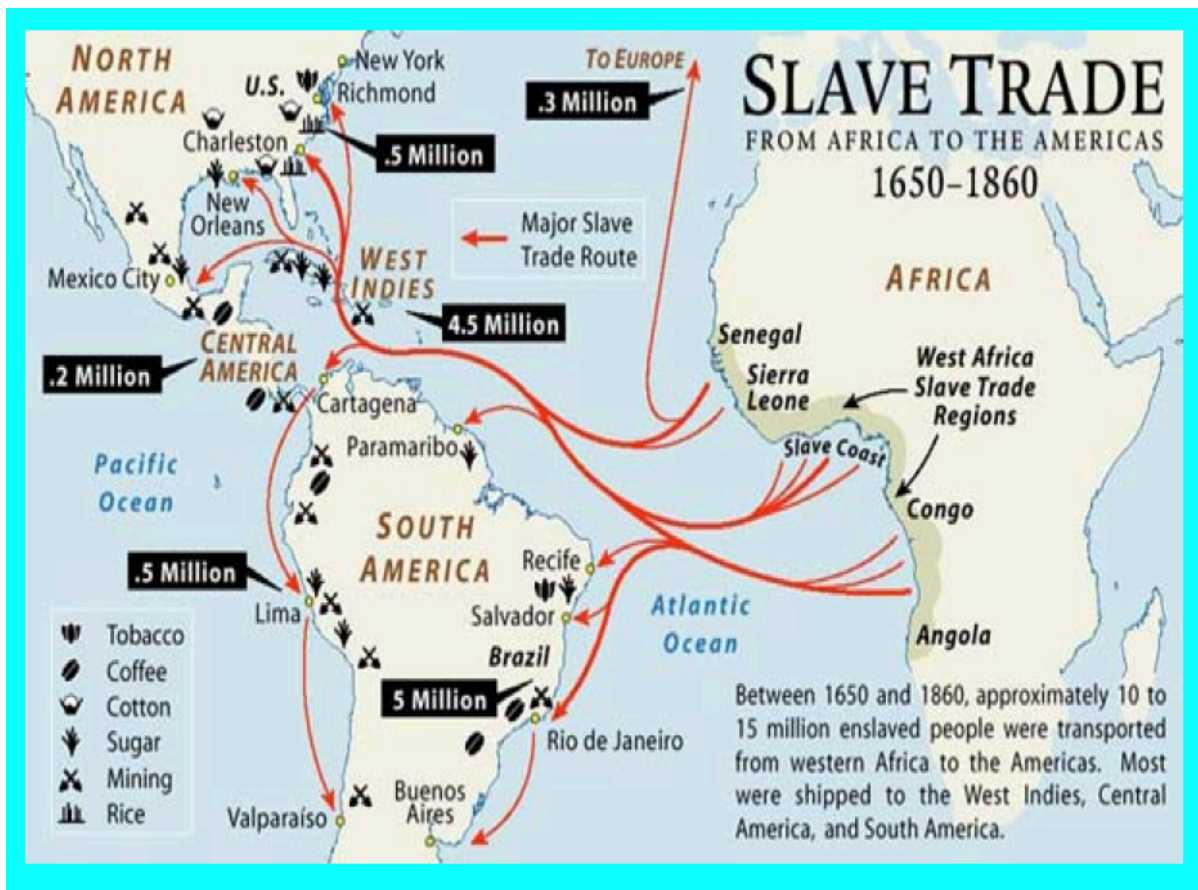 SLAVE TRADE
FROM AFRICA TO THE AMERICAS
1650–1860
NORTH
AMERICA
U.S.
New York
Richmond
Charleston
.5 Million
New
Orleans
Mexico City
TO EUROPE
.3 Million
Major Slave
Trade Route
WEST
INDIES
4.5 Million
CENTRAL
AMERICA
.2 Million
Cartagena
Paramaribo
Pacific
Ocean
SOUTH
AMERICA
.5 Million
Lima
Recife
Salvador
Brazil
5 Million
Rio de Janeiro
Buenos
Aires
Valparaíso
Atlantic
Ocean
AFRICA
Senegal
Sierra
Leone
West Africa
Slave Trade
Regions
Slave Coast
Congo
Angola
Tobacco
Coffee
Cotton
Sugar
Mining
Rice
Between 1650 and 1860, approximately 10 to
15 million enslaved people were transported
from western Africa to the Americas. Most
were shipped to the West Indies, Central
America, and South America.